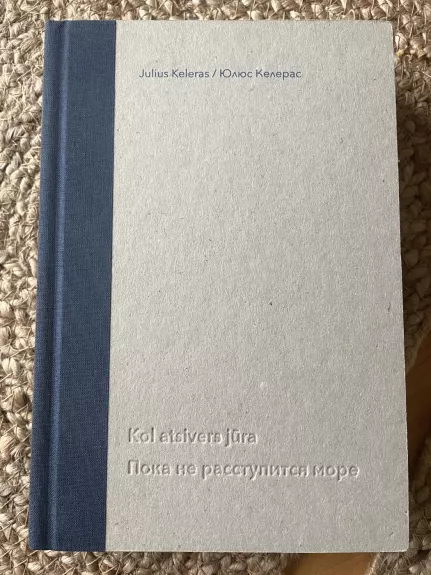 Julius Keleras / Юлюс Келерас
Kol atsivers jūra
Пока не расступится море